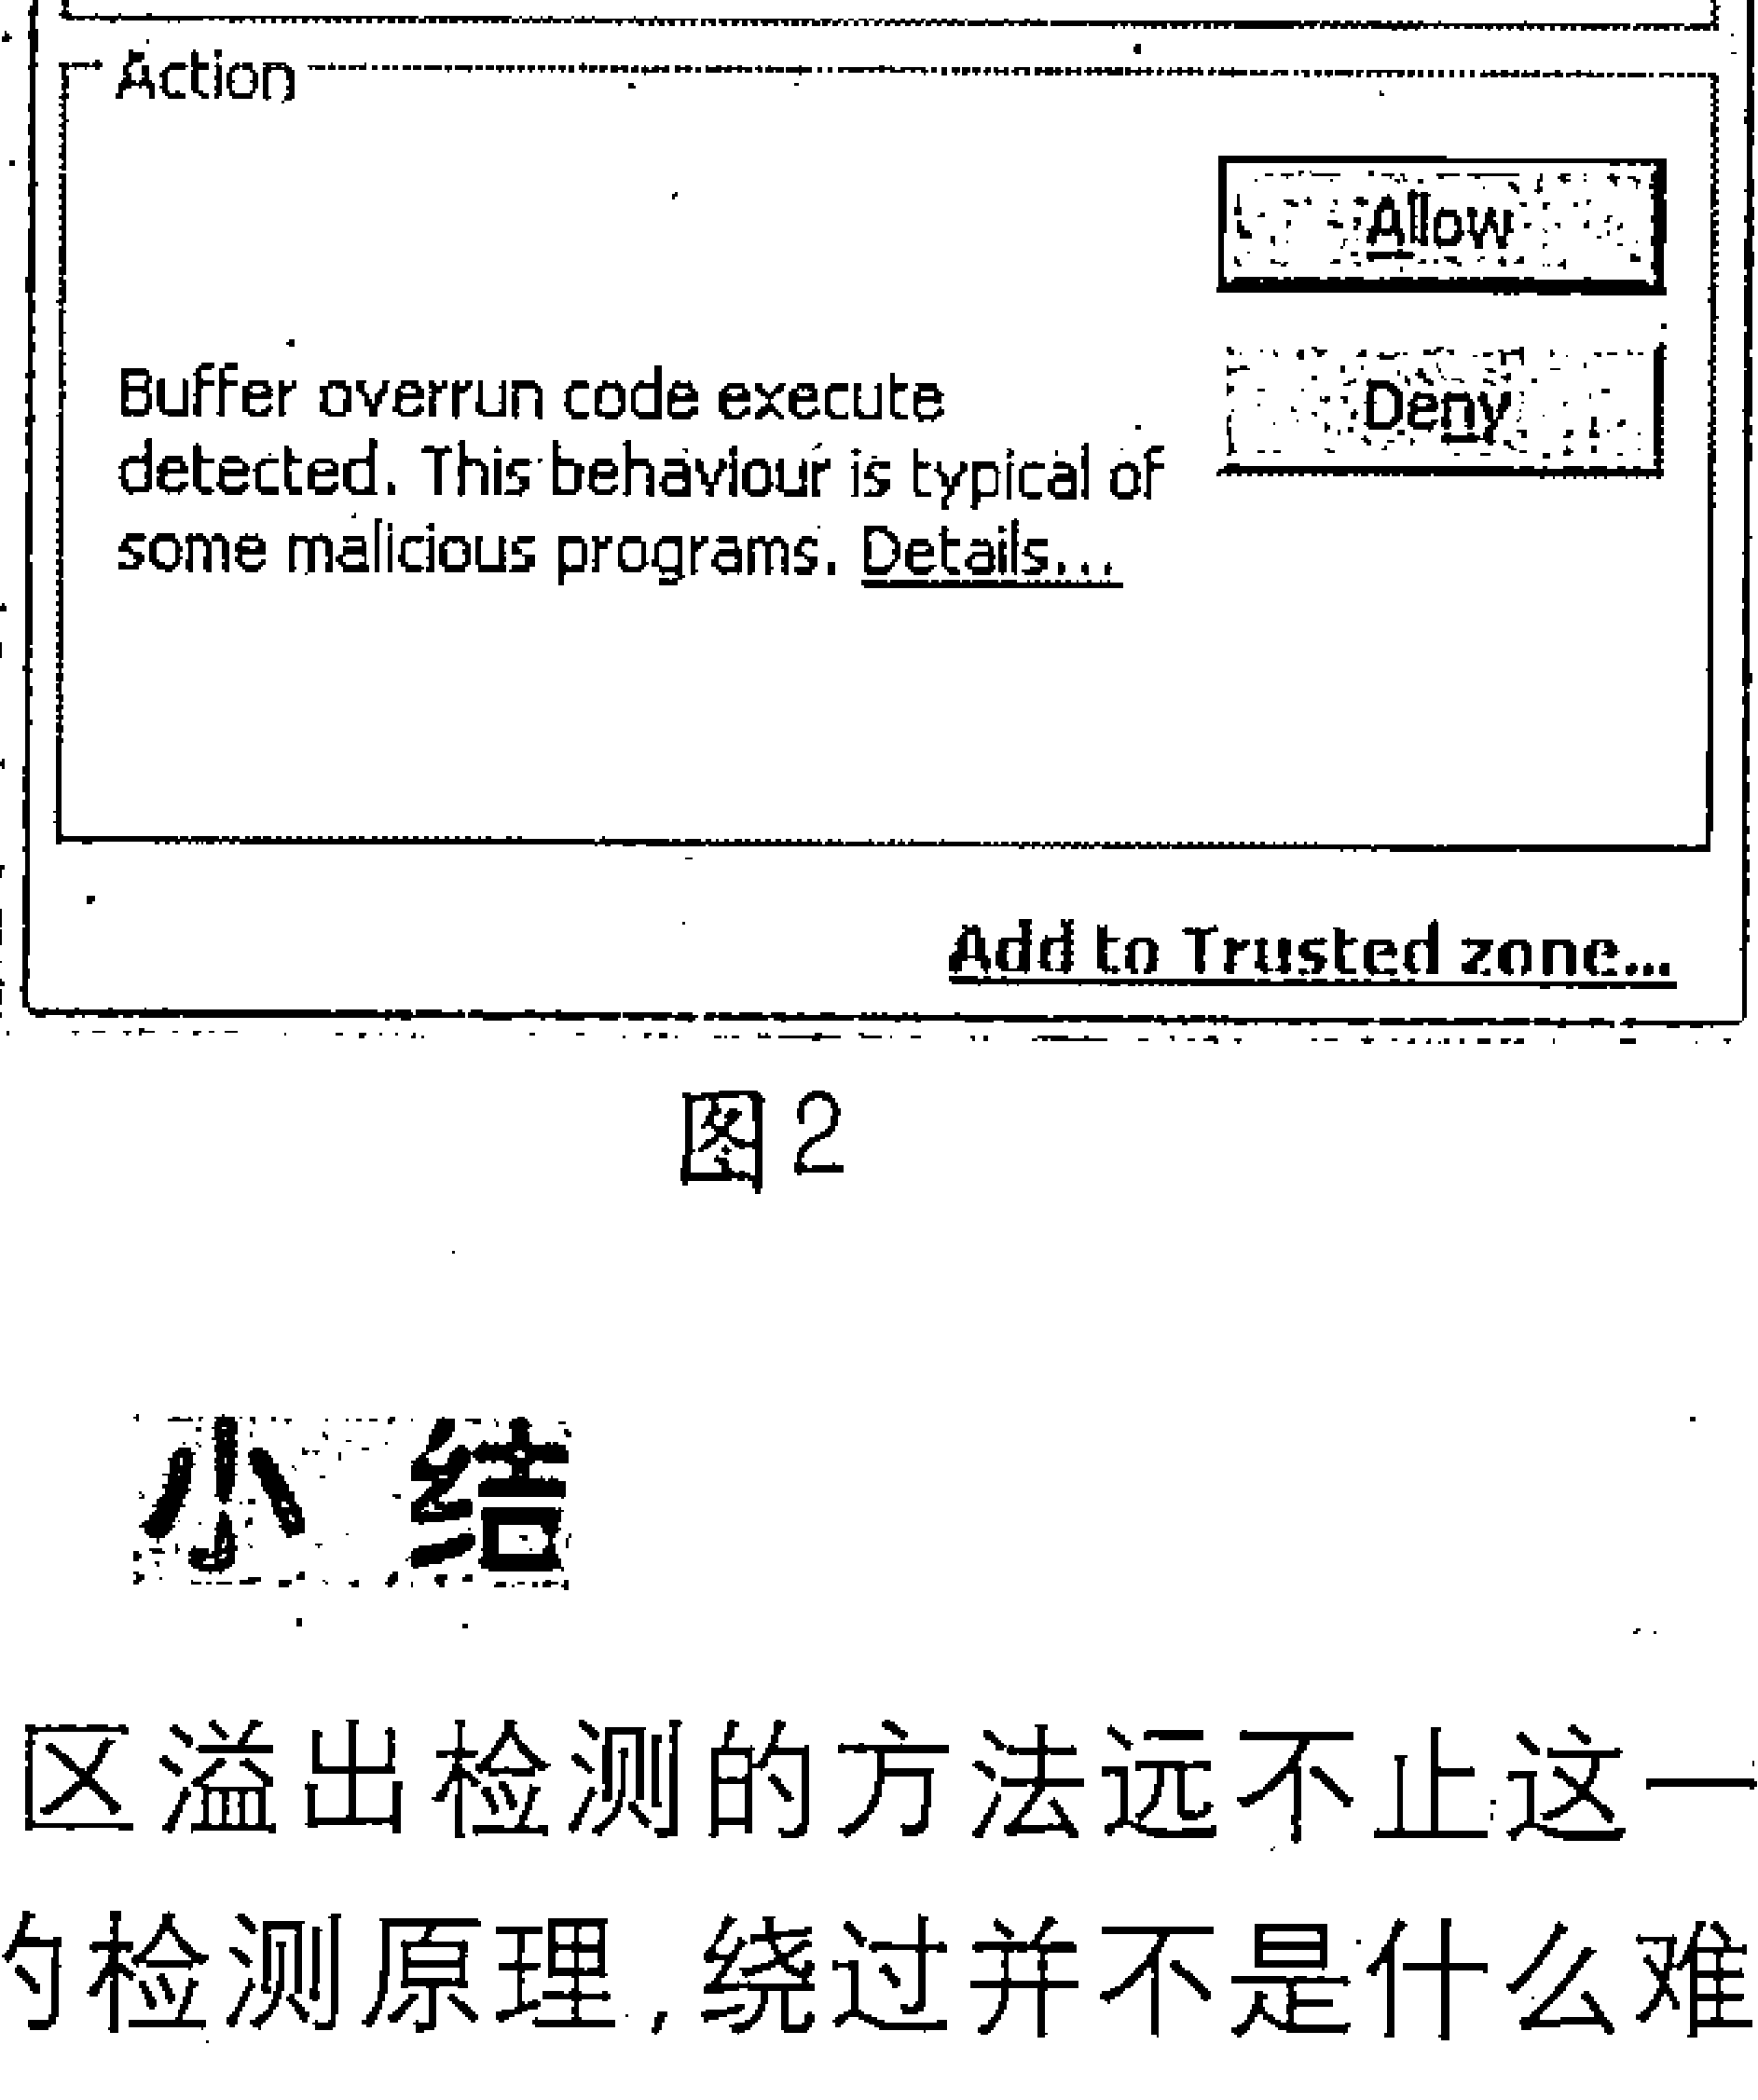 Action
Allow
Deny
Buffer overrun code execute
detected. This behaviour is typical of
some malicious programs. Details...
Add to Trusted zone...
图2
小 结
区溢出检测的方法远不止这一
的检测原理,绕过并不是什么难